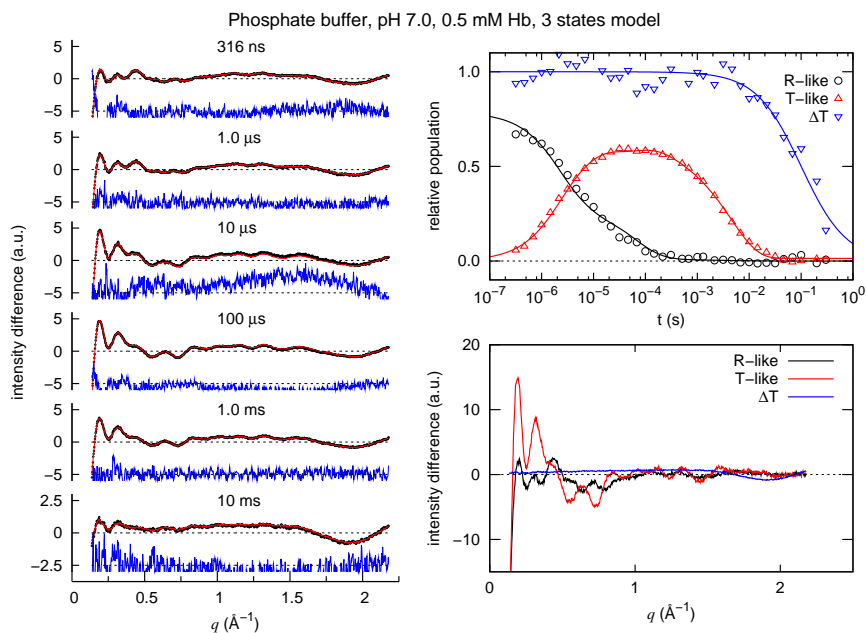 Phosphate buffer, pH 7.0, 0.5 mM Hb, 3 states model
intensity difference (a.u.)
316 ns
5
0
−5
1.0 μs
5
0
−5
10 μs
5
0
−5
100 μs
5
0
−5
1.0 ms
5
0
−5
10 ms
2.5
0
−2.5
0 0.5 1 1.5 2
q (Å⁻¹)
relative population
1.0
0.5
0.0
R−like
T−like
ΔT
10⁻⁷ 10⁻⁶ 10⁻⁵ 10⁻⁴ 10⁻³ 10⁻² 10⁻¹ 10⁰
t (s)
intensity difference (a.u.)
20
10
0
−10
R−like
T−like
ΔT
0 1 2
q (Å⁻¹)